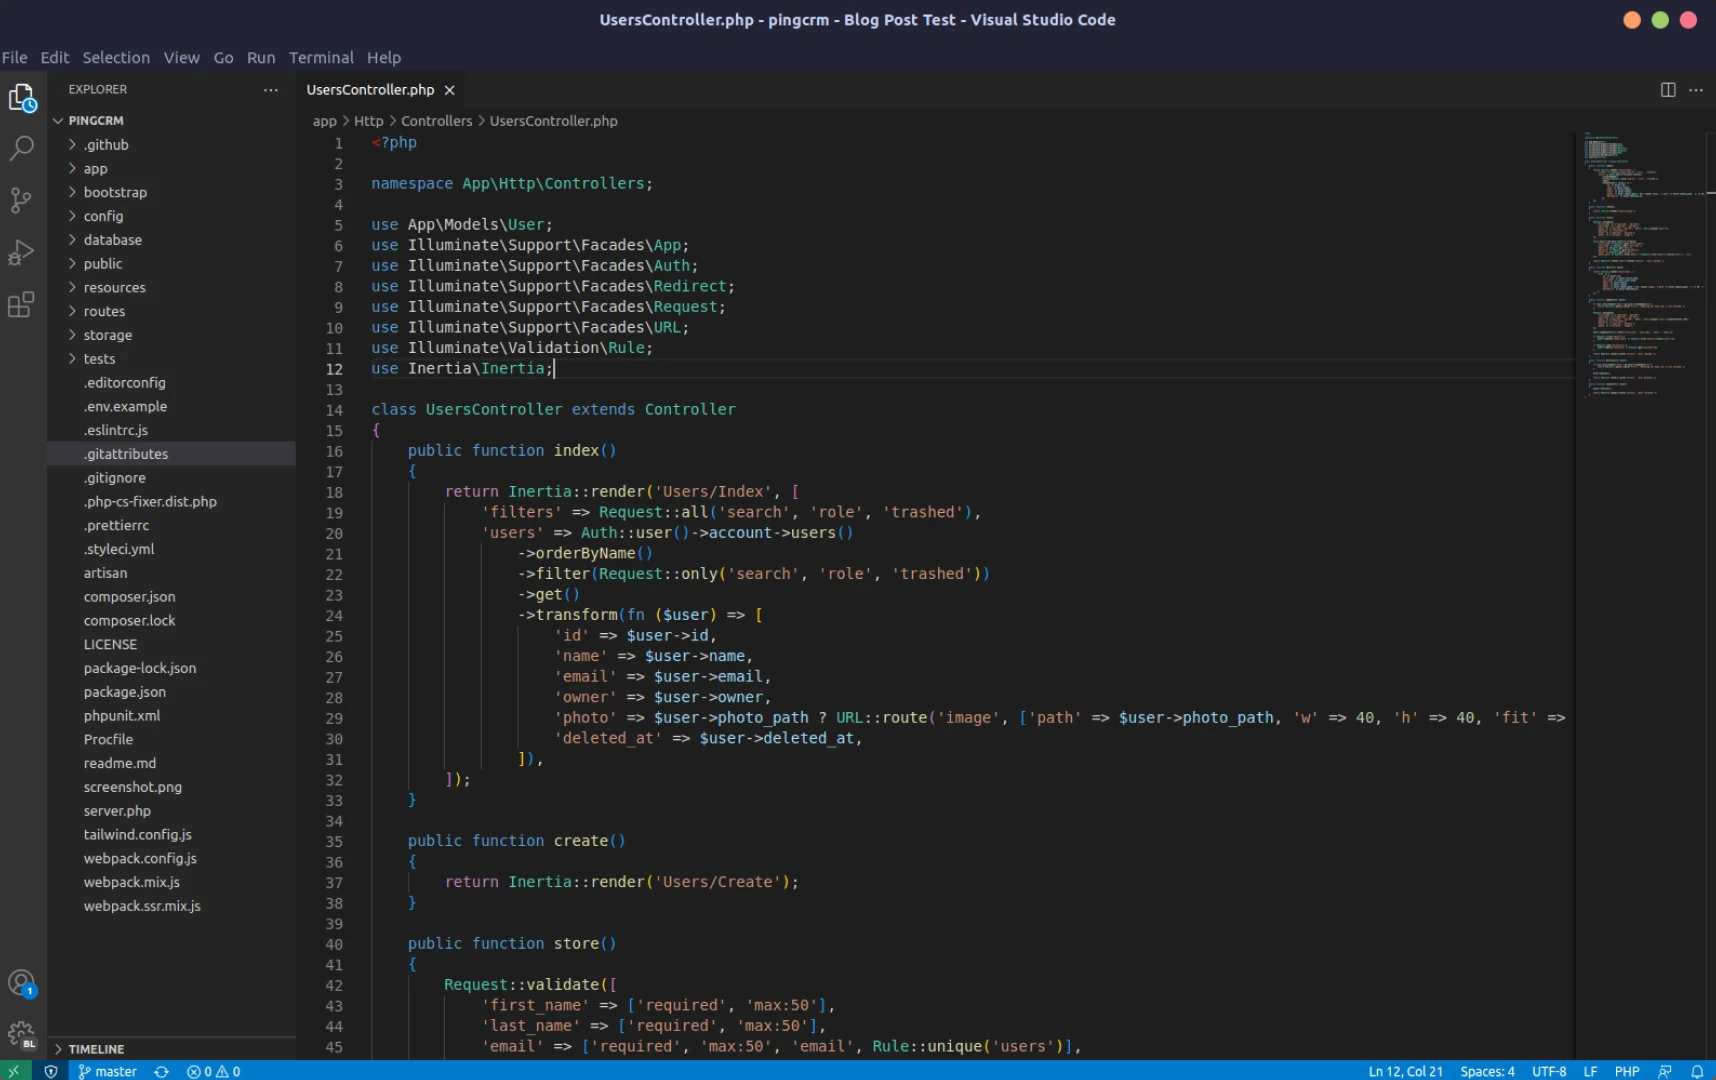 UsersController.php - pingcrm - Blog Post Test - Visual Studio Code
File Edit Selection View Go Run Terminal Help
EXPLORER
PINGCRM
.github
app
bootstrap
config
database
public
resources
routes
storage
tests
.editorconfig
.env.example
.eslintrc.js
.gitattributes
.gitignore
.php-cs-fixer.dist.php
.prettierrc
.styleci.yml
artisan
composer.json
composer.lock
LICENSE
package-lock.json
package.json
phpunit.xml
Procfile
readme.md
screenshot.png
server.php
tailwind.config.js
webpack.config.js
webpack.mix.js
webpack.ssr.mix.js
TIMELINE
1
BL
UsersController.php
app > Http > Controllers > UsersController.php
1 <?php
2
3 namespace App\Http\Controllers;
4
5 use App\Models\User;
6 use Illuminate\Support\Facades\App;
7 use Illuminate\Support\Facades\Auth;
8 use Illuminate\Support\Facades\Redirect;
9 use Illuminate\Support\Facades\Request;
10 use Illuminate\Support\Facades\URL;
11 use Illuminate\Validation\Rule;
12 use Inertia\Inertia;
13
14 class UsersController extends Controller
15 {
16 public function index()
17 {
18 return Inertia::render('Users/Index', [
19 'filters' => Request::all('search', 'role', 'trashed'),
20 'users' => Auth::user()->account->users()
21 ->orderByName()
22 ->filter(Request::only('search', 'role', 'trashed'))
23 ->get()
24 ->transform(fn ($user) => [
25 'id' => $user->id,
26 'name' => $user->name,
27 'email' => $user->email,
28 'owner' => $user->owner,
29 'photo' => $user->photo_path ? URL::route('image', ['path' => $user->photo_path, 'w' => 40, 'h' => 40, 'fit' =>
30 'deleted_at' => $user->deleted_at,
31 ]),
32 ]);
33 }
34
35 public function create()
36 {
37 return Inertia::render('Users/Create');
38 }
39
40 public function store()
41 {
42 Request::validate([
43 'first_name' => ['required', 'max:50'],
44 'last_name' => ['required', 'max:50'],
45 'email' => ['required', 'max:50', 'email', Rule::unique('users')],
master 0 0 Ln 12, Col 21 Spaces: 4 UTF-8 LF PHP